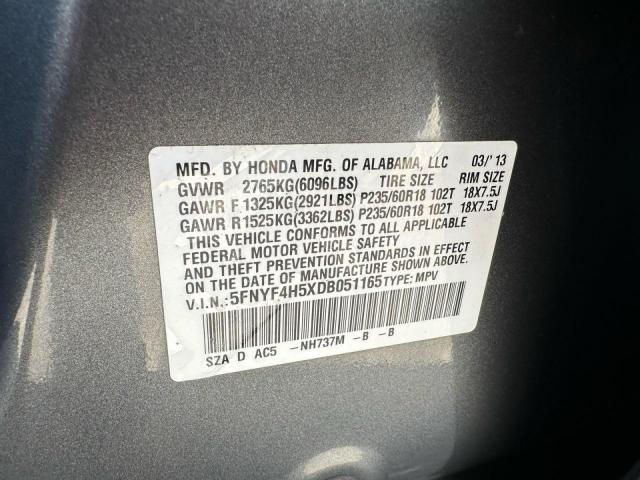 MFD. BY HONDA MFG. OF ALABAMA, LLC 03/'13
GVWR 2765KG(6096LBS) TIRE SIZE RIM SIZE
GAWR F 1325KG(2921LBS) P235/60R18 102T 18X7.5J
GAWR R1525KG(3362LBS) P235/60R18 102T 18X7.5J
THIS VEHICLE CONFORMS TO ALL APPLICABLE
FEDERAL MOTOR VEHICLE SAFETY
AND THEFT PREVENTION STANDARDS IN EFFECT
ON THE DATE OF MANUFACTURE SHOWN ABOVE.
V.I.N.:5FNYF4H5XDB051165TYPE: MPV
SZA D AC5 -NH737M -B -B